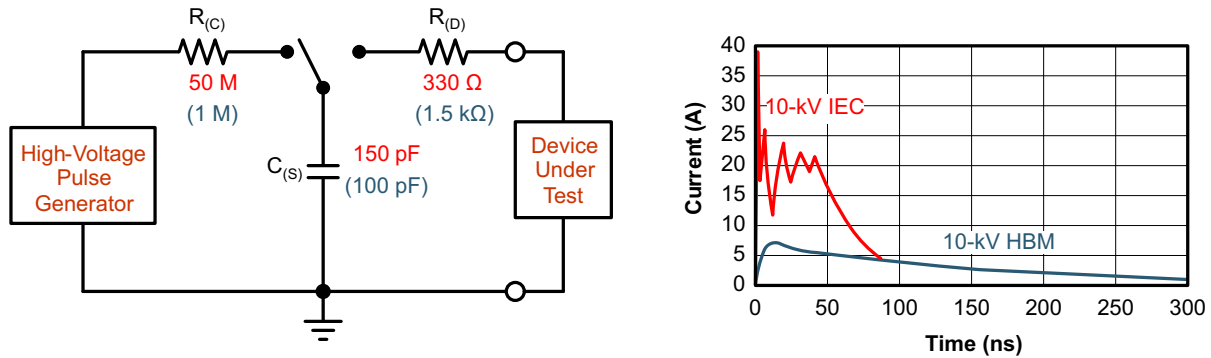 R(C)
50 M
(1 M)
R(D)
330 Ω
(1.5 kΩ)
High-Voltage
Pulse
Generator
C(S)
150 pF
(100 pF)
Device
Under
Test
Current (A)
40
35
30
25
20
15
10
5
0
10-kV IEC
10-kV HBM
0
50
100
150
200
250
300
Time (ns)